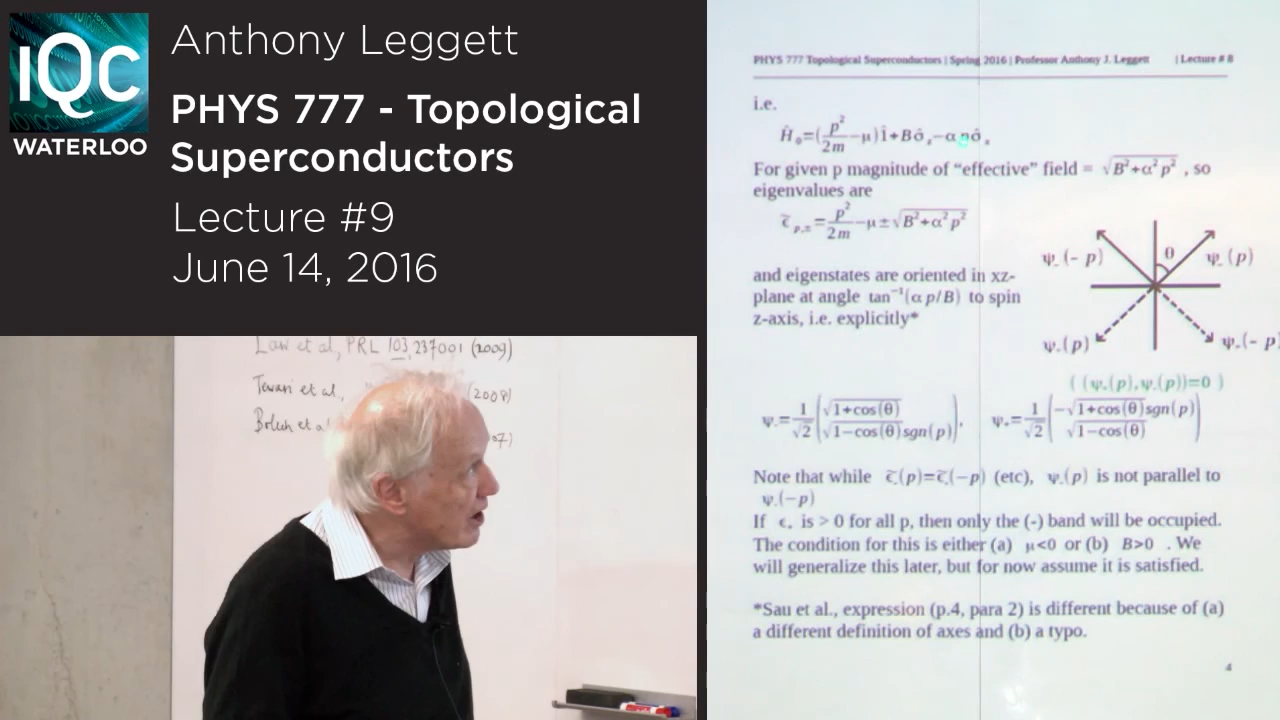 IQC
WATERLOO
Anthony Leggett
PHYS 777 - Topological
Superconductors
Lecture #9
June 14, 2016
Law et al, PRL 103, 237001 (2009)
Tewari et al., (2008)
et al 07)
PHYS 777 Topological Superconductors | Spring 2016 | Professor Anthony J. Leggett | Lecture # 8
i.e.
Ĥ₀=(p²/2m−μ)1̂+Bσ̂z−αpσ̂x
For given p magnitude of “effective” field = √B²+α²p² , so
eigenvalues are
ε̃p,±=p²/2m−μ±√B²+α²p²
and eigenstates are oriented in xz-
plane at angle tan⁻¹(αp/B) to spin
z-axis, i.e. explicitly*
ψ₋(−p) θ ψ₋(p)
ψ₊(p) ψ₊(−p
((ψ₋(p),ψ₊(p))=0 )
ψ₋=1/√2(√1+cos(θ) √1−cos(θ)sgn(p)), ψ₊=1/√2(−√1+cos(θ)sgn(p) √1−cos(θ))
Note that while ε̃₋(p)=ε̃₋(−p) (etc), ψ₋(p) is not parallel to
ψ₋(−p)
If ϵ₊ is > 0 for all p, then only the (-) band will be occupied.
The condition for this is either (a) μ<0 or (b) B>0 . We
will generalize this later, but for now assume it is satisfied.
*Sau et al., expression (p.4, para 2) is different because of (a)
a different definition of axes and (b) a typo.
4